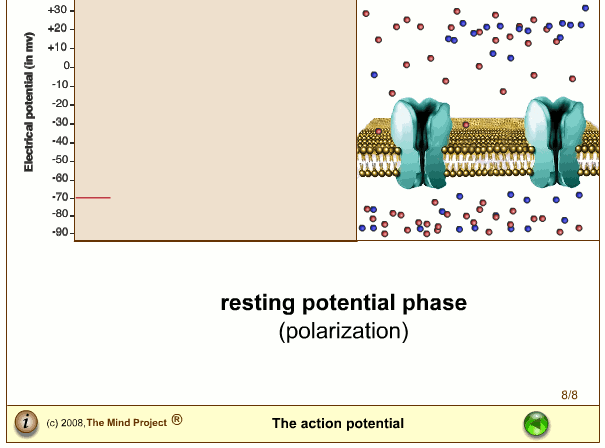 +30
+20
+10
0
-10
-20
-30
-40
-50
-60
-70
-80
-90
Electrical potential (in mv)
resting potential phase
(polarization)
8/8
i
(c) 2008, The Mind Project ®
The action potential